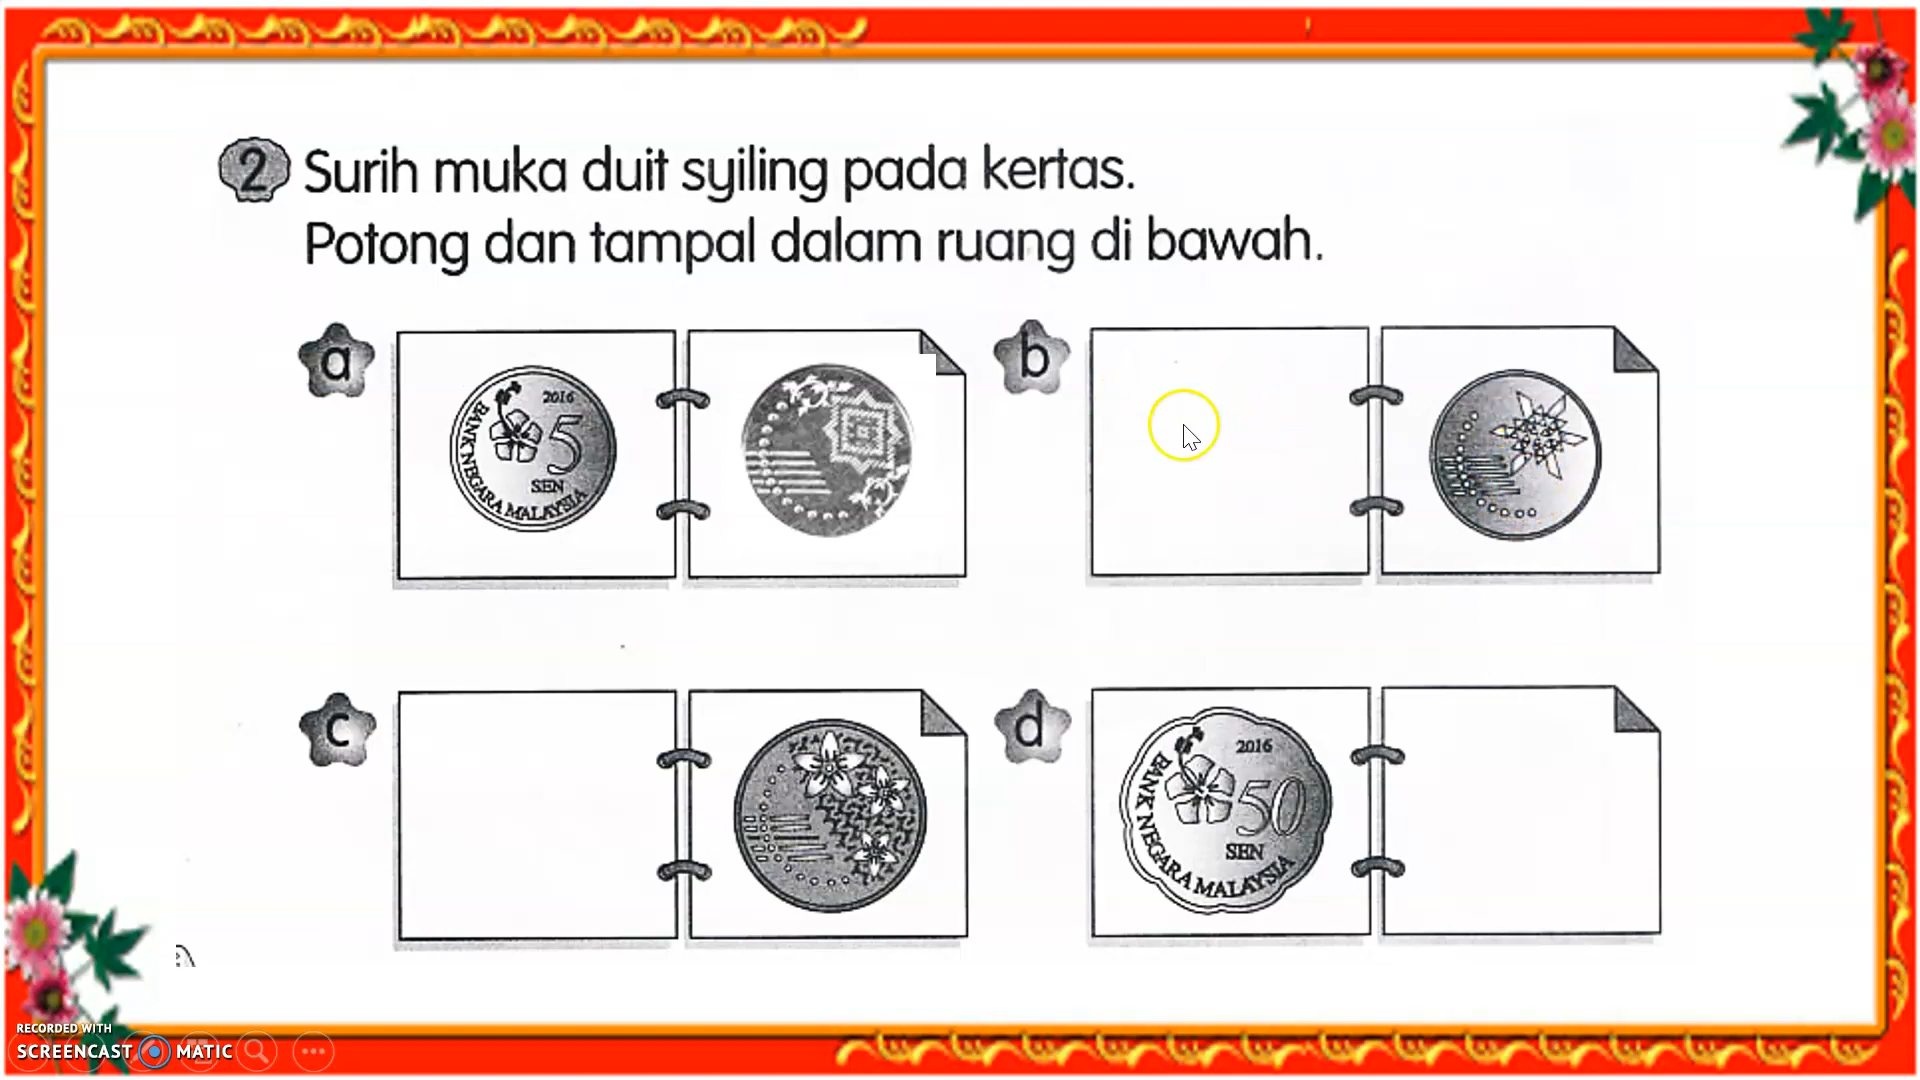 2 Surih muka duit syiling pada kertas.
Potong dan tampal dalam ruang di bawah.
a
2016
5
SEN
BANK NEGARA MALAYSIA
b
c
d
2016
50
SEN
BANK NEGARA MALAYSIA
RECORDED WITH
SCREENCAST MATIC